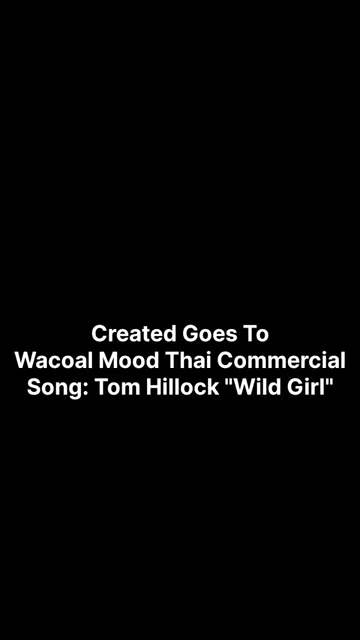 Created Goes To
Wacoal Mood Thai Commercial
Song: Tom Hillock "Wild Girl"